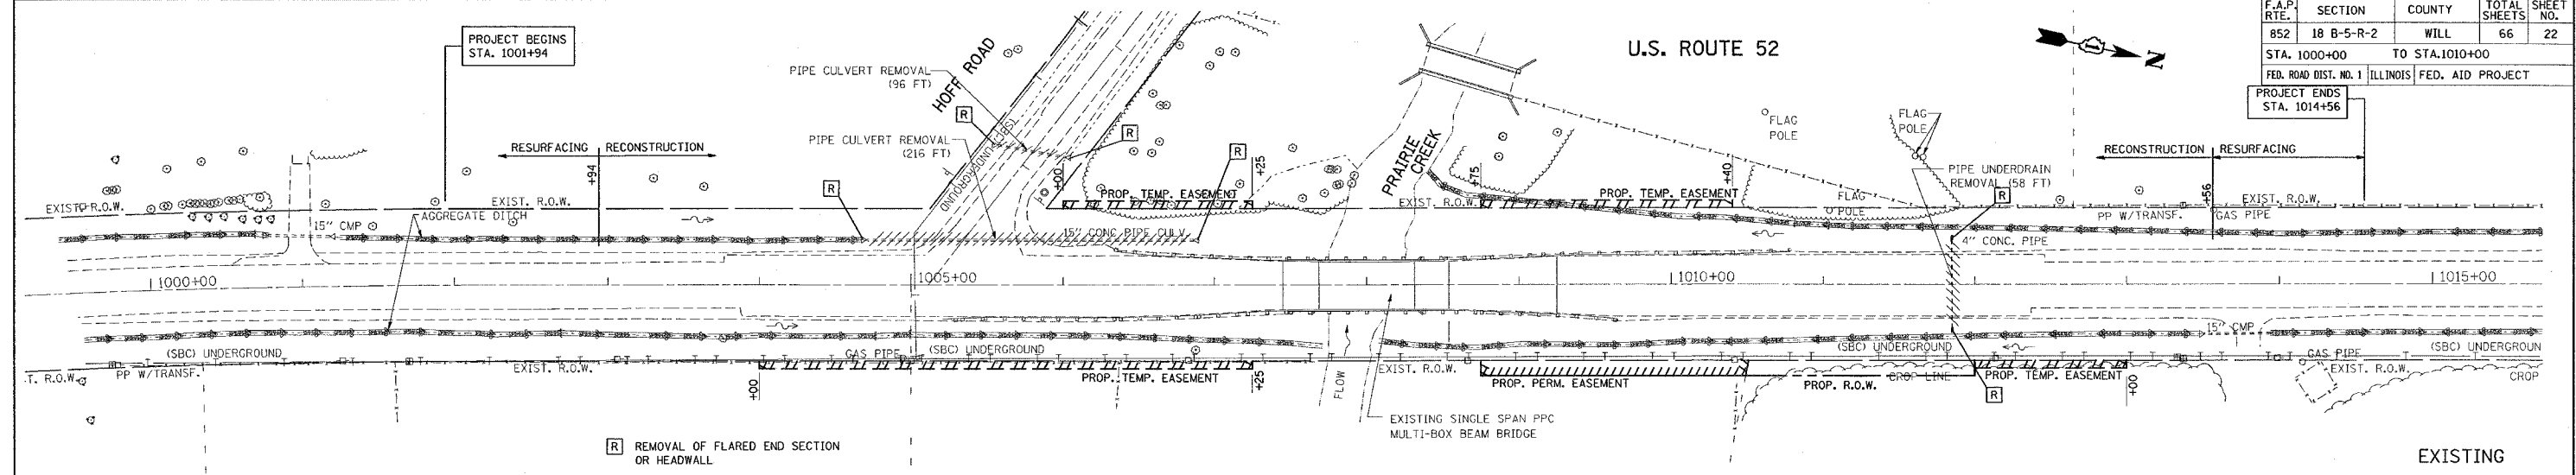 F.A.P. RTE.
SECTION
COUNTY
TOTAL SHEETS
SHEET NO.
852
18 B-5-R-2
WILL
66
22
STA. 1000+00 TO STA.1010+00
FED. ROAD DIST. NO. 1
ILLINOIS
FED. AID PROJECT
U.S. ROUTE 52
N
PROJECT BEGINS
STA. 1001+94
PROJECT ENDS
STA. 1014+56
HOFF ROAD
PIPE CULVERT REMOVAL
(96 FT)
R
PIPE CULVERT REMOVAL
(216 FT)
R
R
R
(SBC) UNDERGROUND
PRAIRIE
CREEK
FLAG
POLE
FLAG
POLE
FLAG
POLE
PIPE UNDERDRAIN
REMOVAL (58 FT)
R
RESURFACING
RECONSTRUCTION
RECONSTRUCTION
RESURFACING
+94
+00
+25
+75
+40
+56
EXIST. R.O.W.
EXIST. R.O.W.
PROP. TEMP. EASEMENT
EXIST. R.O.W.
PROP. TEMP. EASEMENT
EXIST. R.O.W.
PP W/TRANSF.
GAS PIPE
15" CMP
AGGREGATE DITCH
15" CONC. PIPE CULV.
4" CONC. PIPE
1000+00
1005+00
1010+00
1015+00
15" CMP
(SBC) UNDERGROUND
GAS PIPE
(SBC) UNDERGROUND
(SBC) UNDERGROUND
GAS PIPE
(SBC) UNDERGROUN
T. R.O.W.
PP W/TRANSF.
EXIST. R.O.W.
PROP. TEMP. EASEMENT
EXIST. R.O.W.
PROP. PERM. EASEMENT
PROP. R.O.W.
CROP LINE
PROP. TEMP. EASEMENT
EXIST. R.O.W.
CROP
+00
+25
FLOW
+00
R
EXISTING SINGLE SPAN PPC
MULTI-BOX BEAM BRIDGE
R REMOVAL OF FLARED END SECTION
OR HEADWALL
EXISTING